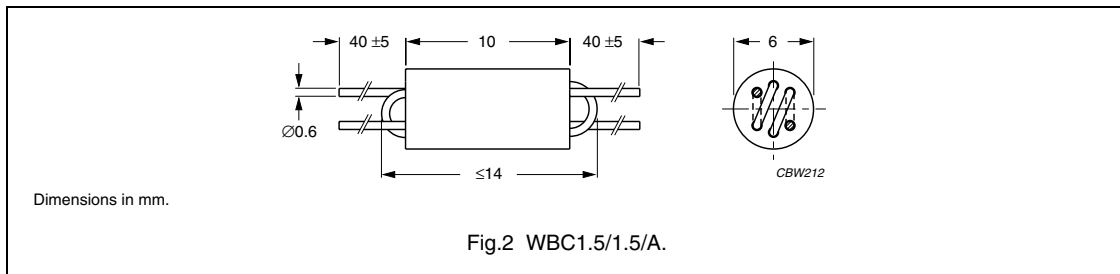 40 ±5 10 40 ±5 6
∅0.6
≤14
CBW212
Dimensions in mm.
Fig.2 WBC1.5/1.5/A.